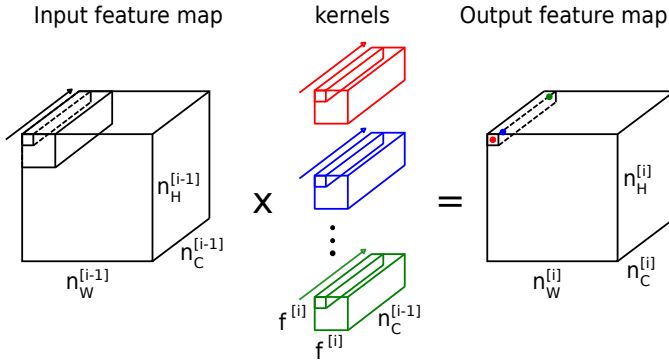 Input feature map
kernels
Output feature map
n_H^[i-1]
n_C^[i-1]
n_W^[i-1]
x
f^[i]
f^[i]
n_C^[i-1]
=
n_H^[i]
n_C^[i]
n_W^[i]